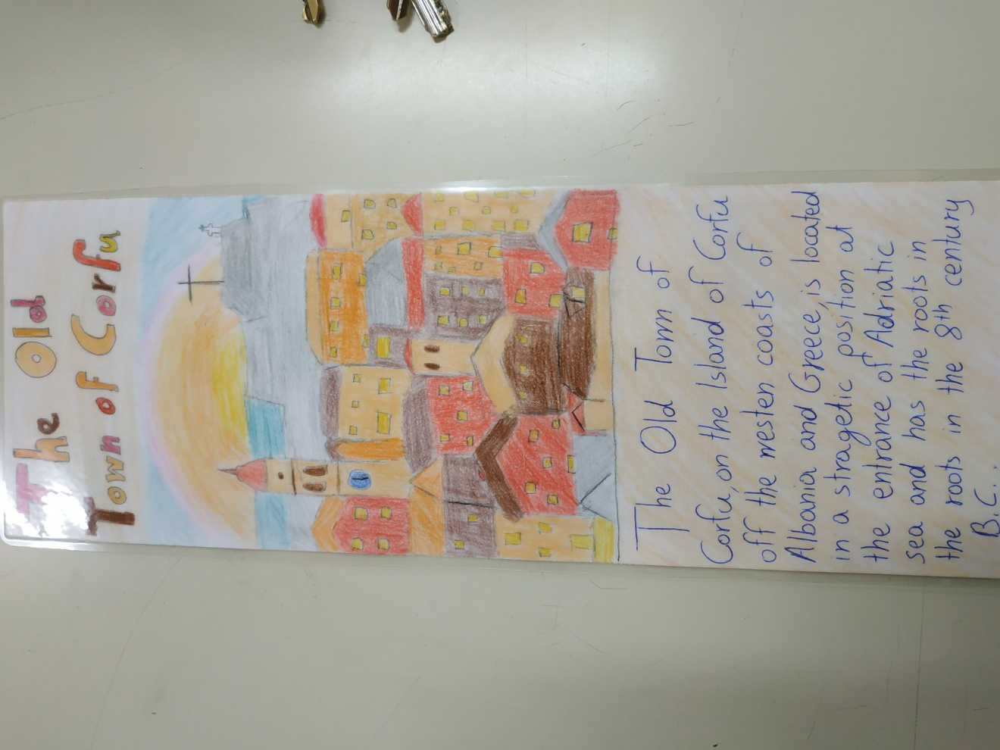 The Old
Town of Corfu
The Old Town of
Corfu, on the Island of Corfu
off the westen coasts of
Albania and Greece, is located
in a stragetic position at
the entrance of Adriatic
sea and has the roots in
the roots in the 8th century
B.C..